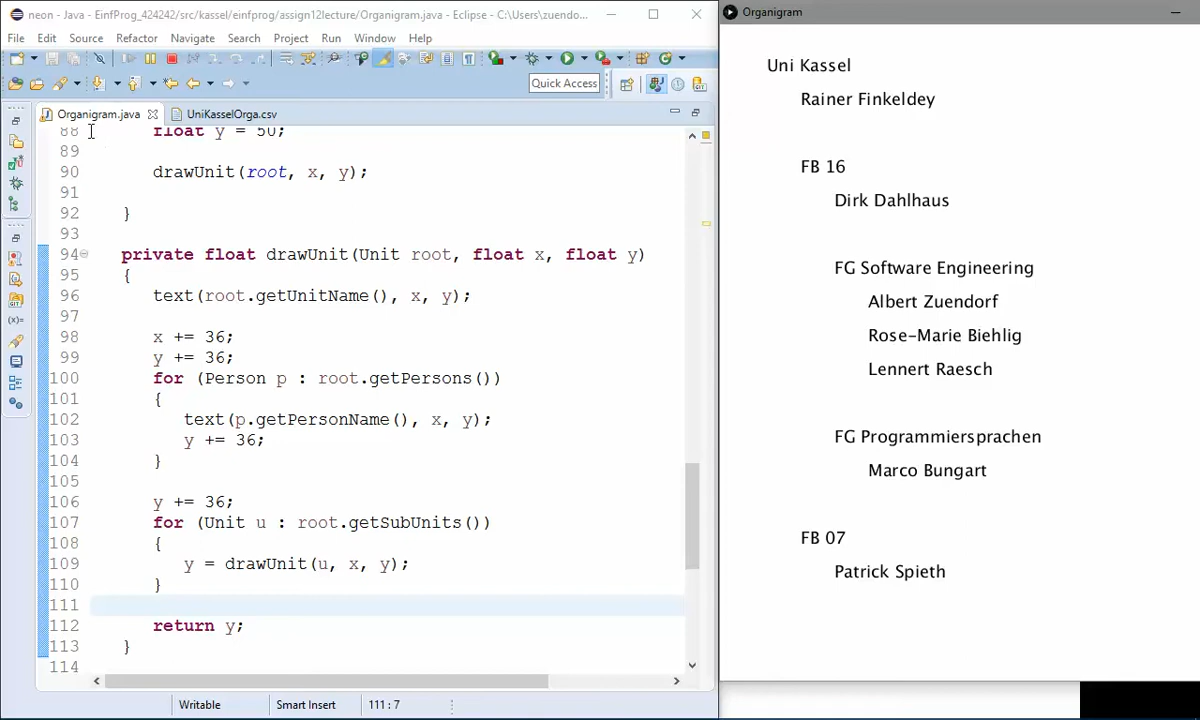 neon - Java - EinfProg_424242/src/kassel/einfprog/assign12lecture/Organigram.java - Eclipse - C:\Users\zuendo...
File Edit Source Refactor Navigate Search Project Run Window Help
Quick Access
Organigram.java UniKasselOrga.csv
88 float y = 50;
89
90 drawUnit(root, x, y);
91
92 }
93
94 private float drawUnit(Unit root, float x, float y)
95 {
96 text(root.getUnitName(), x, y);
97
98 x += 36;
99 y += 36;
100 for (Person p : root.getPersons())
101 {
102 text(p.getPersonName(), x, y);
103 y += 36;
104 }
105
106 y += 36;
107 for (Unit u : root.getSubUnits())
108 {
109 y = drawUnit(u, x, y);
110 }
111
112 return y;
113 }
114
Writable Smart Insert 111 : 7
Organigram
Uni Kassel
Rainer Finkeldey
FB 16
Dirk Dahlhaus
FG Software Engineering
Albert Zuendorf
Rose-Marie Biehlig
Lennert Raesch
FG Programmiersprachen
Marco Bungart
FB 07
Patrick Spieth